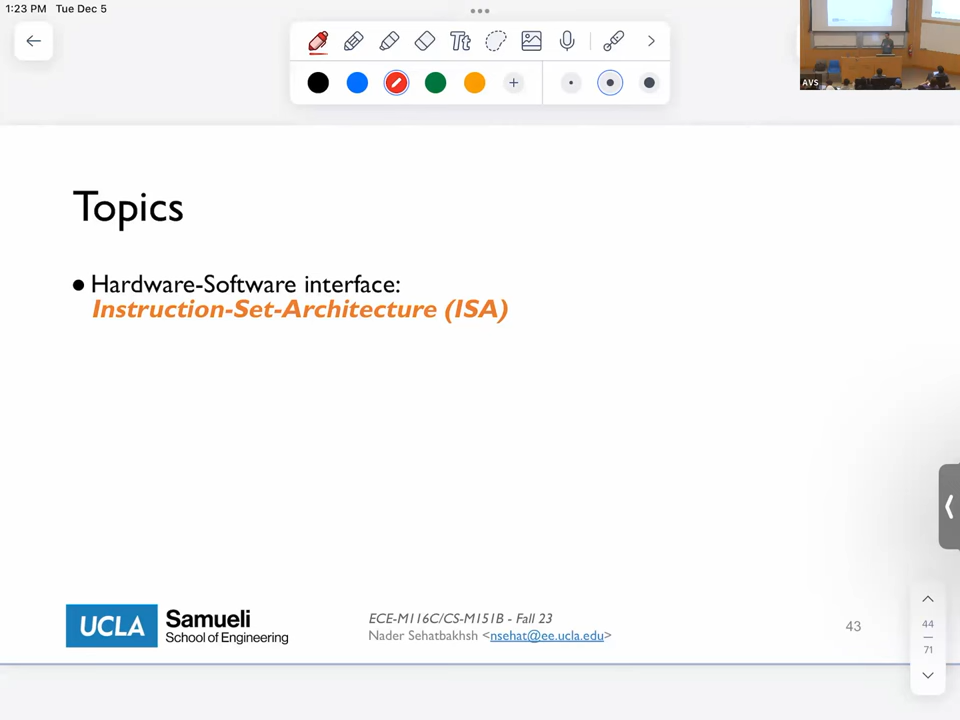 1:23 PM Tue Dec 5
Tt
AVS
Topics
● Hardware-Software interface:
Instruction-Set-Architecture (ISA)
UCLA Samueli
School of Engineering
ECE-M116C/CS-M151B - Fall 23
Nader Sehatbakhsh <nsehat@ee.ucla.edu>
43
44
71